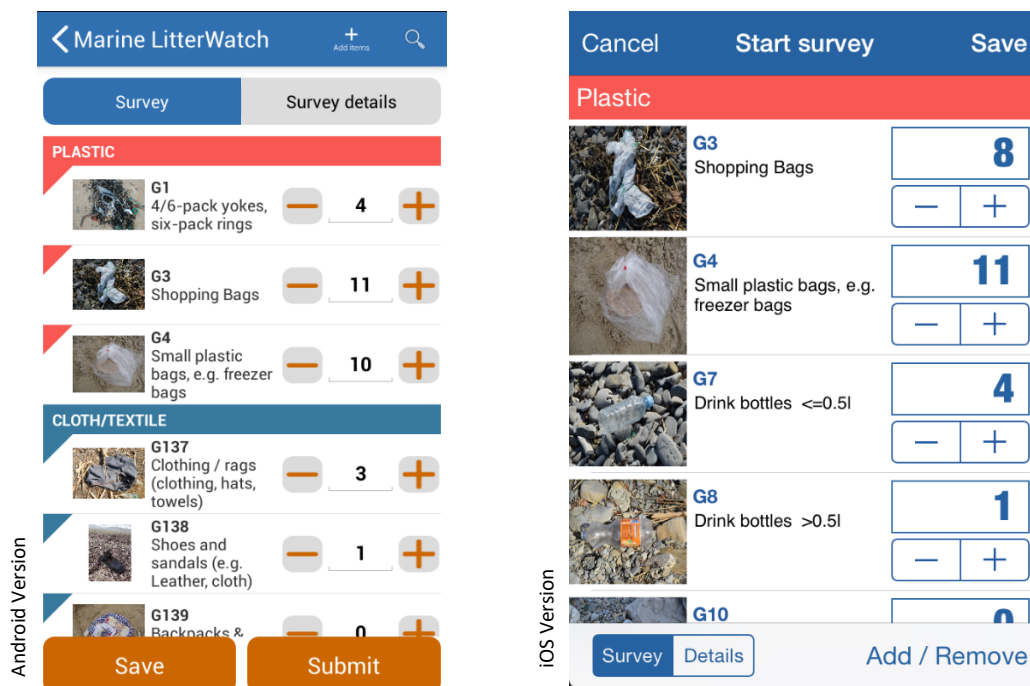 Marine LitterWatch
Add items
Survey
Survey details
PLASTIC
G1
4/6-pack yokes,
six-pack rings
4
G3
Shopping Bags
11
G4
Small plastic
bags, e.g. freezer
bags
10
CLOTH/TEXTILE
G137
Clothing / rags
(clothing, hats,
towels)
3
G138
Shoes and
sandals (e.g.
Leather, cloth)
1
G139
Backpacks &
0
Save
Submit
Android Version
Cancel
Start survey
Save
Plastic
G3
Shopping Bags
8
G4
Small plastic bags, e.g.
freezer bags
11
G7
Drink bottles <=0.5l
4
G8
Drink bottles >0.5l
1
G10
0
Survey
Details
Add / Remove
iOS Version